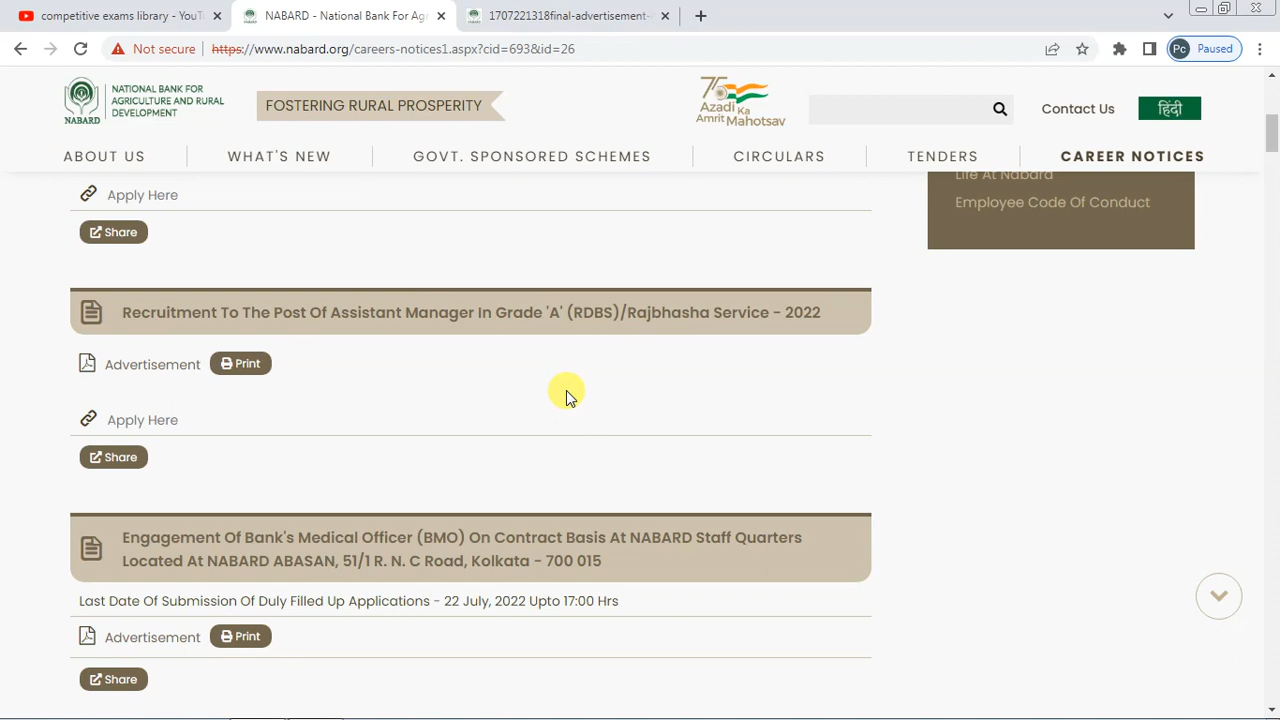 competitive exams library - YouT
NABARD - National Bank For Agr
1707221318final-advertisement-
Not secure https://www.nabard.org/careers-notices1.aspx?cid=693&id=26
Pc Paused
NABARD
NATIONAL BANK FOR
AGRICULTURE AND RURAL
DEVELOPMENT
FOSTERING RURAL PROSPERITY
75
Azadi Ka
Amrit Mahotsav
Contact Us
हिंदी
ABOUT US
WHAT'S NEW
GOVT. SPONSORED SCHEMES
CIRCULARS
TENDERS
CAREER NOTICES
Life At Nabard
Employee Code Of Conduct
Apply Here
Share
Recruitment To The Post Of Assistant Manager In Grade 'A' (RDBS)/Rajbhasha Service - 2022
Advertisement Print
Apply Here
Share
Engagement Of Bank's Medical Officer (BMO) On Contract Basis At NABARD Staff Quarters
Located At NABARD ABASAN, 51/1 R. N. C Road, Kolkata - 700 015
Last Date Of Submission Of Duly Filled Up Applications - 22 July, 2022 Upto 17:00 Hrs
Advertisement Print
Share